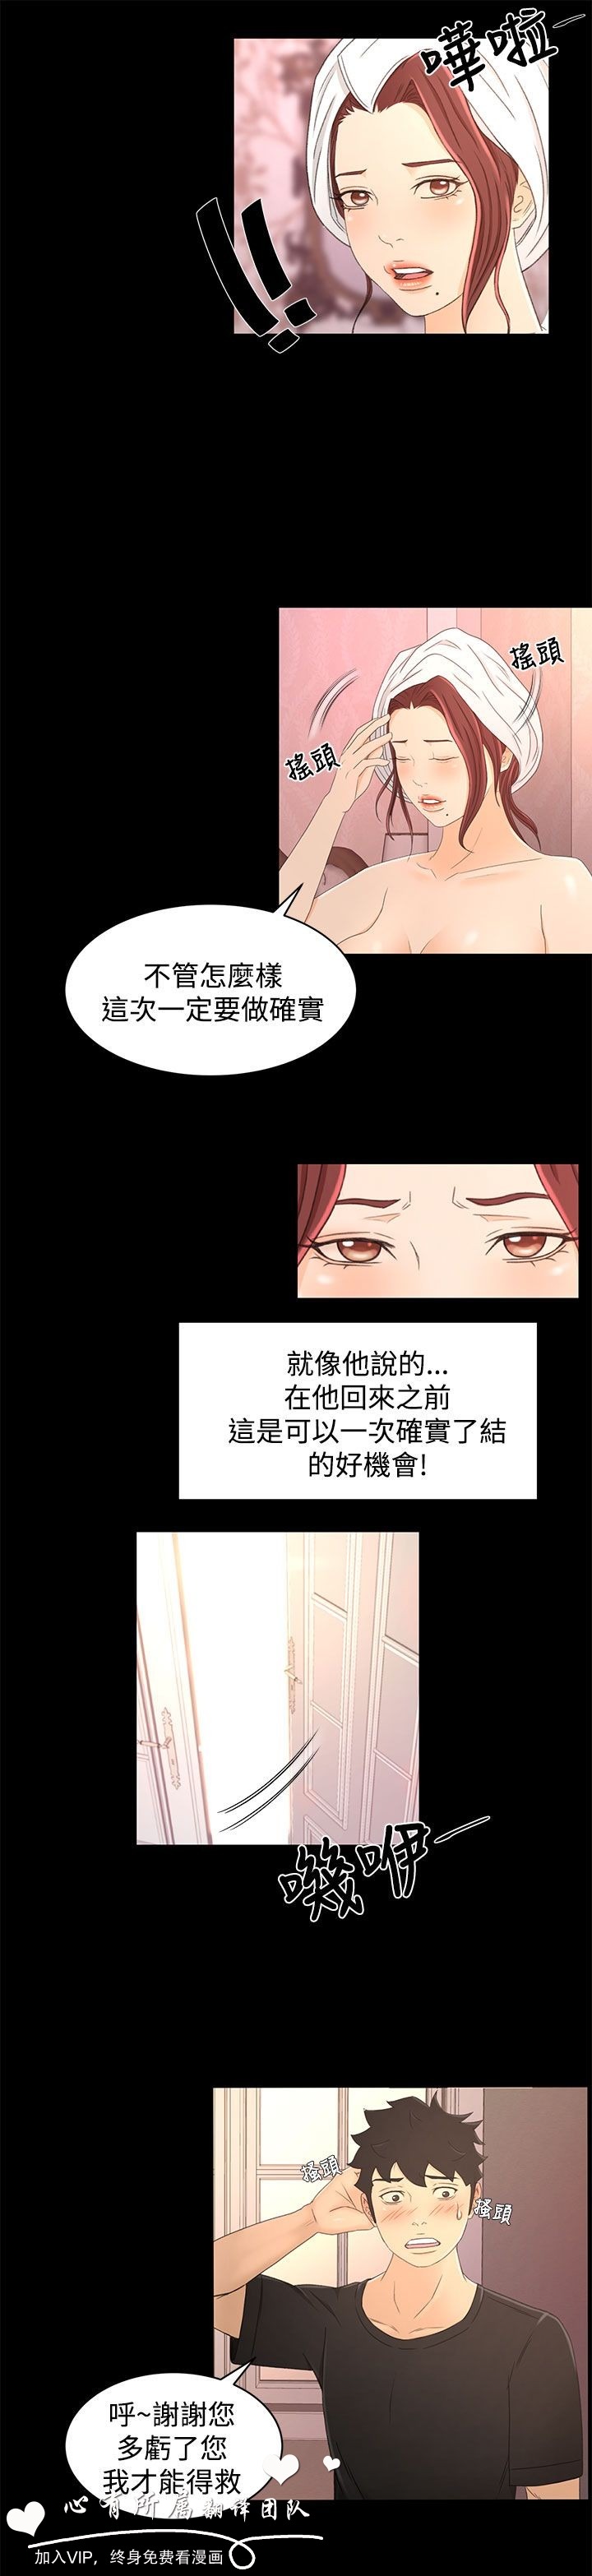 嘩啦
!!
搖頭
搖頭
不管怎麼樣
這次一定要做確實
就像他說的...
在他回來之前
這是可以一次確實了結
的好機會!
嘰咿
搔頭
搔頭
呼~謝謝您
多虧了您
我才能得救
心有所属翻译团队
加入VIP，终身免费看漫画